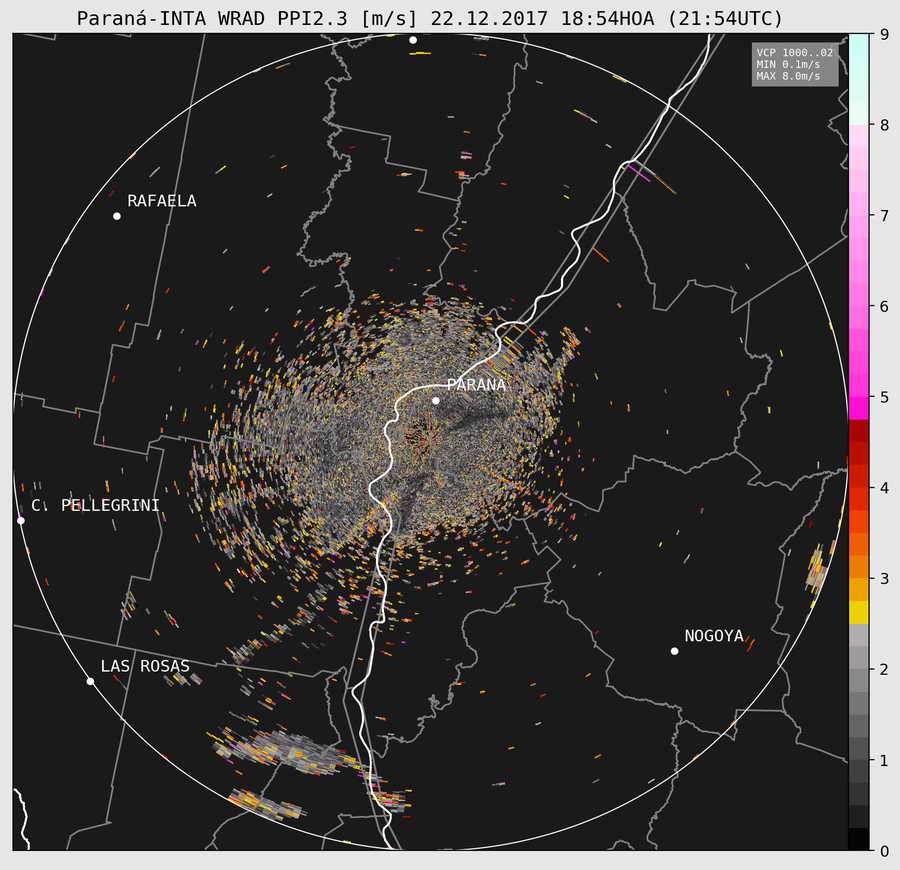 Paraná-INTA WRAD PPI2.3 [m/s] 22.12.2017 18:54HOA (21:54UTC)
VCP 1000..02
MIN 0.1m/s
MAX 8.0m/s
RAFAELA
PARANA
C. PELLEGRINI
NOGOYA
LAS ROSAS
9
8
7
6
5
4
3
2
1
0